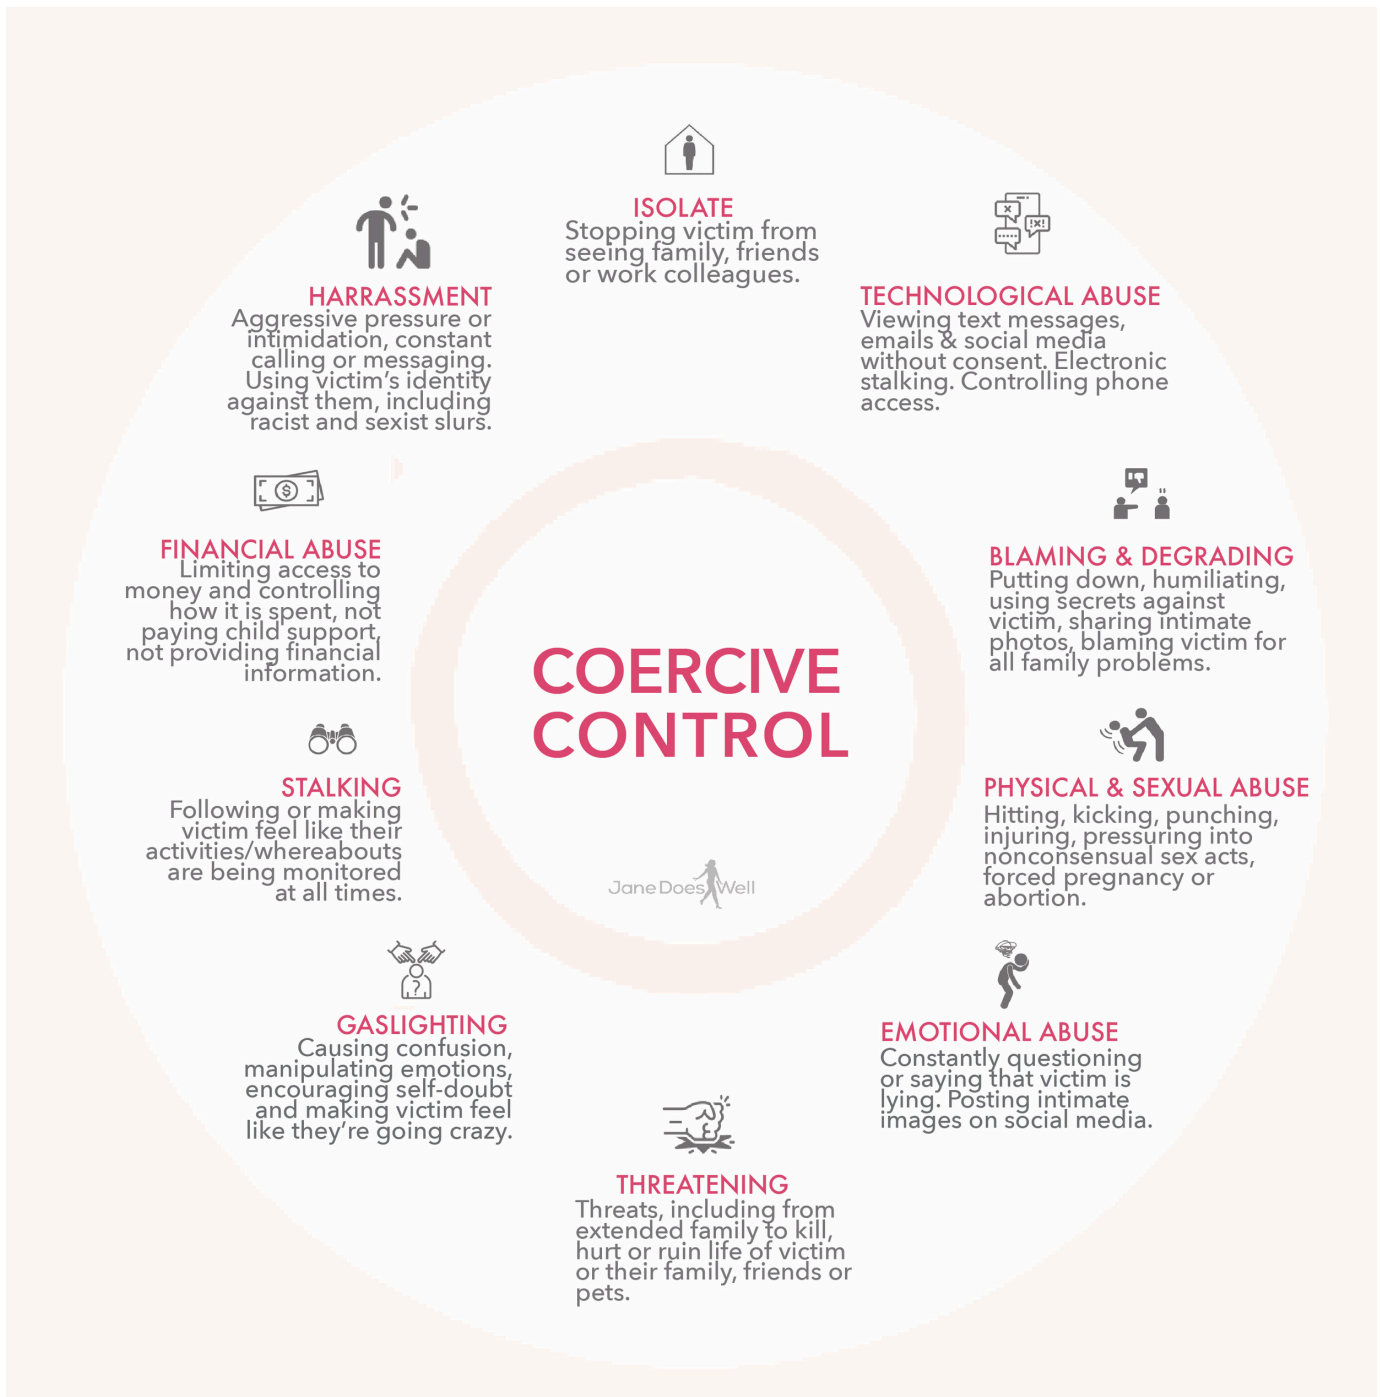 ISOLATE
Stopping victim from
seeing family, friends
or work colleagues.
TECHNOLOGICAL ABUSE
Viewing text messages,
emails & social media
without consent. Electronic
stalking. Controlling phone
access.
BLAMING & DEGRADING
Putting down, humiliating,
using secrets against
victim, sharing intimate
photos, blaming victim for
all family problems.
PHYSICAL & SEXUAL ABUSE
Hitting, kicking, punching,
injuring, pressuring into
nonconsensual sex acts,
forced pregnancy or
abortion.
EMOTIONAL ABUSE
Constantly questioning
or saying that victim is
lying. Posting intimate
images on social media.
THREATENING
Threats, including from
extended family to kill,
hurt or ruin life of victim
or their family, friends or
pets.
GASLIGHTING
Causing confusion,
manipulating emotions,
encouraging self-doubt
and making victim feel
like they're going crazy.
STALKING
Following or making
victim feel like their
activities/whereabouts
are being monitored
at all times.
FINANCIAL ABUSE
Limiting access to
money and controlling
how it is spent, not
paying child support,
not providing financial
information.
HARRASSMENT
Aggressive pressure or
intimidation, constant
calling or messaging.
Using victim's identity
against them, including
racist and sexist slurs.
COERCIVE
CONTROL
Jane Does Well